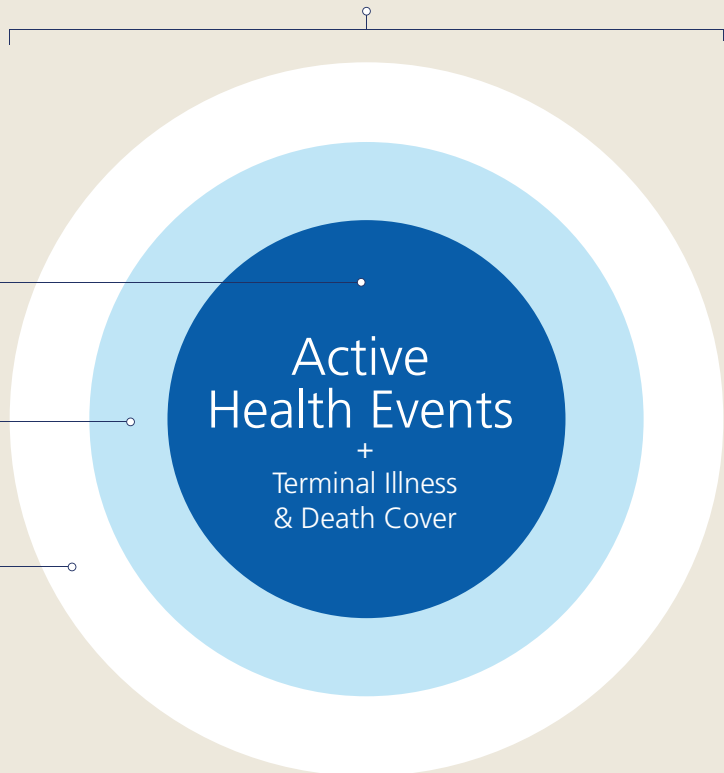 Active
Health Events
+
Terminal Illness
& Death Cover